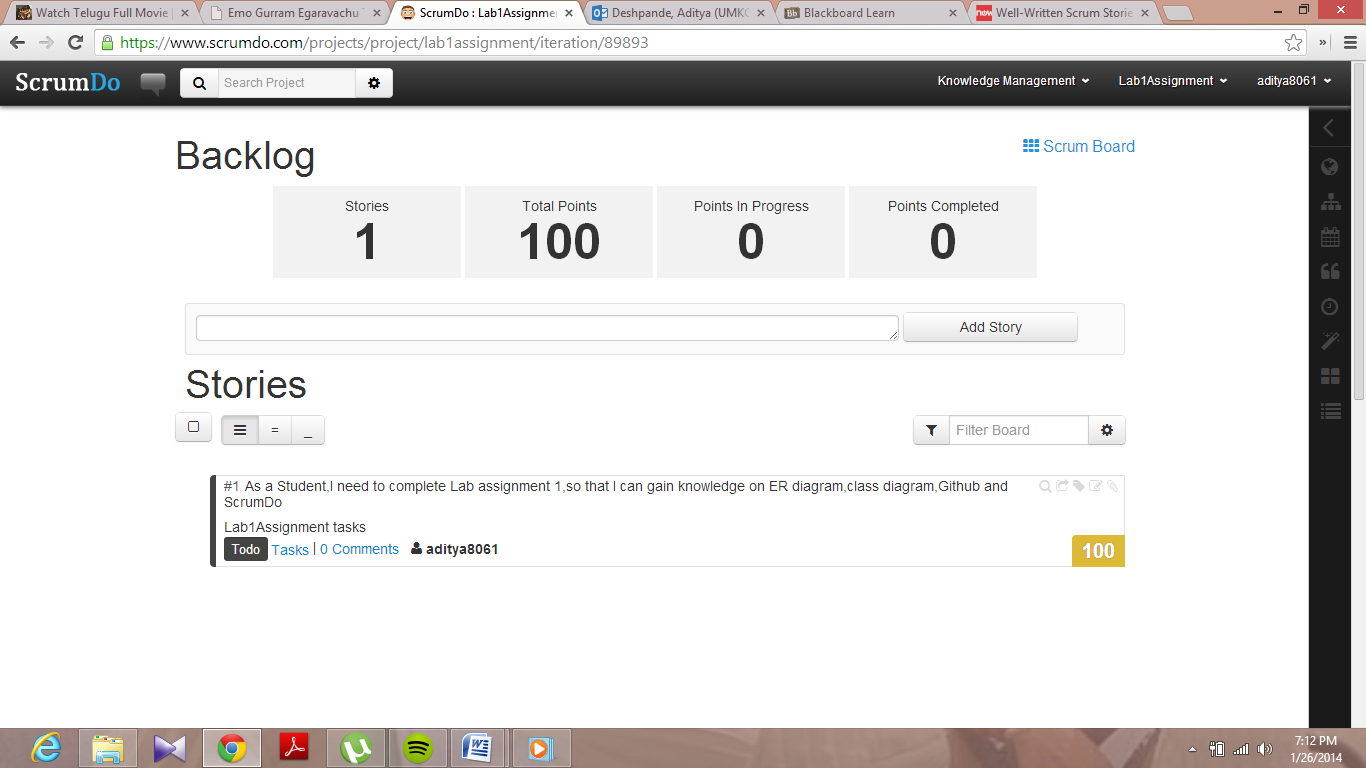 Watch Telugu Full Movie |
Emo Gurram Egaravachu
ScrumDo : Lab1Assignme
Deshpande, Aditya (UMKC
Blackboard Learn
Well-Written Scrum Storie
https://www.scrumdo.com/projects/project/lab1assignment/iteration/89893
ScrumDo
Search Project
Knowledge Management
Lab1Assignment
aditya8061
Backlog
Scrum Board
Stories
1
Total Points
100
Points In Progress
0
Points Completed
0
Add Story
Stories
Filter Board
#1 As a Student,I need to complete Lab assignment 1,so that I can gain knowledge on ER diagram,class diagram,Github and
ScrumDo
Lab1Assignment tasks
Todo Tasks | 0 Comments aditya8061
100
7:12 PM
1/26/2014